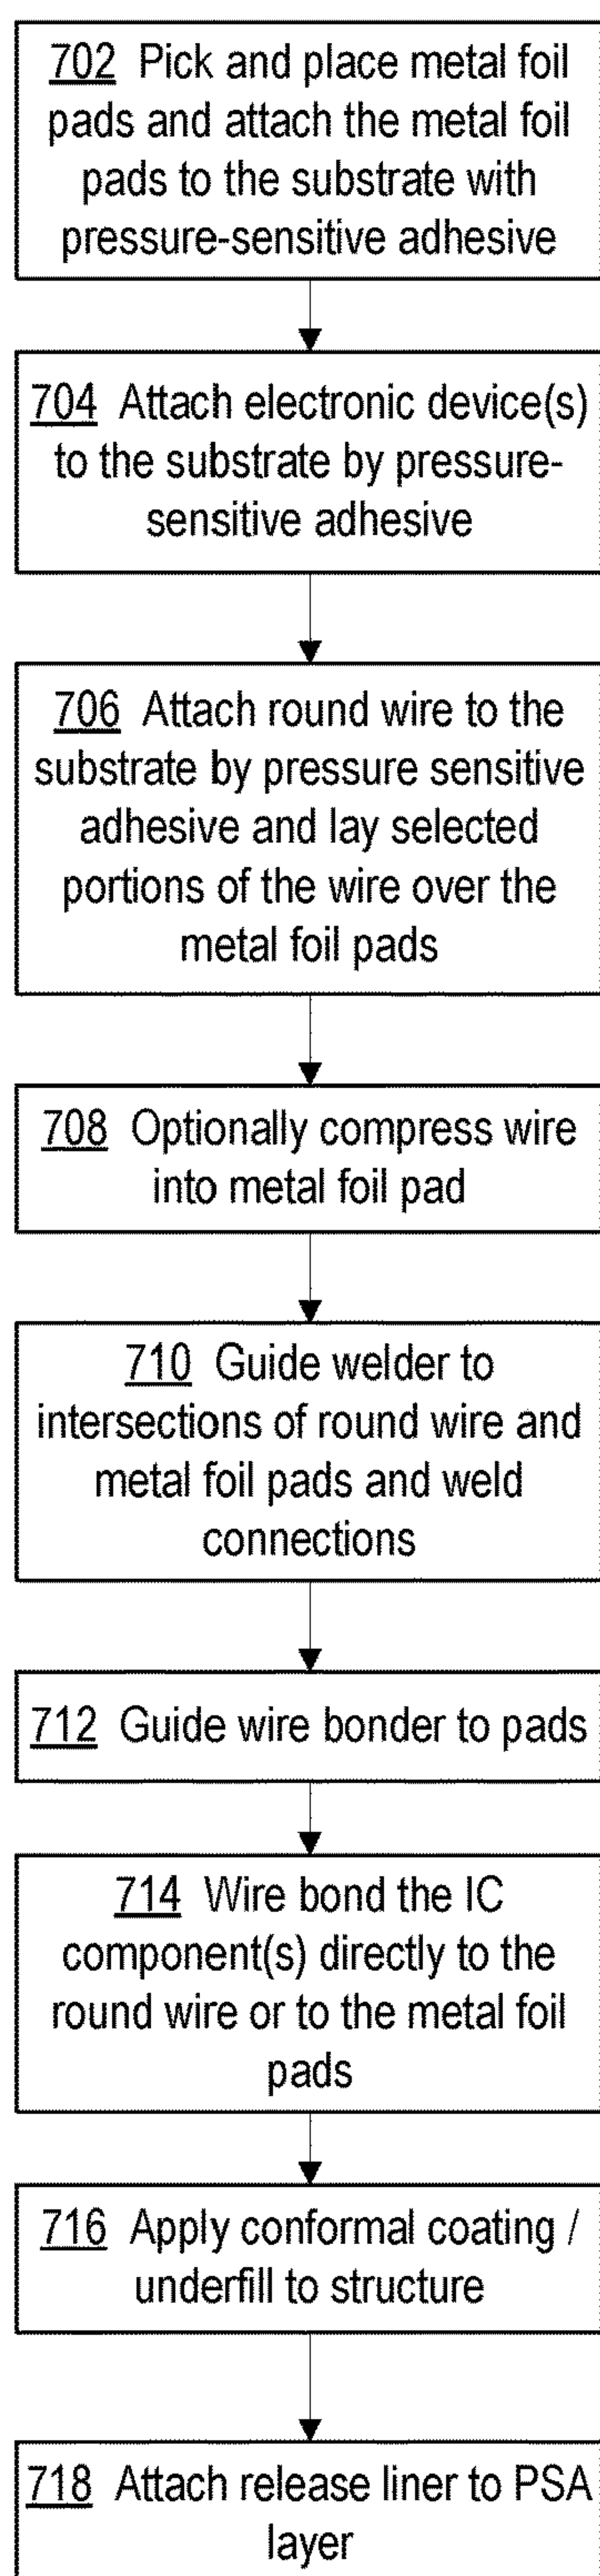 702 Pick and place metal foil
pads and attach the metal foil
pads to the substrate with
pressure-sensitive adhesive
704 Attach electronic device(s)
to the substrate by pressure-
sensitive adhesive
706 Attach round wire to the
substrate by pressure sensitive
adhesive and lay selected
portions of the wire over the
metal foil pads
708 Optionally compress wire
into metal foil pad
710 Guide welder to
intersections of round wire and
metal foil pads and weld
connections
712 Guide wire bonder to pads
714 Wire bond the IC
component(s) directly to the
round wire or to the metal foil
pads
716 Apply conformal coating /
underfill to structure
718 Attach release liner to PSA
layer